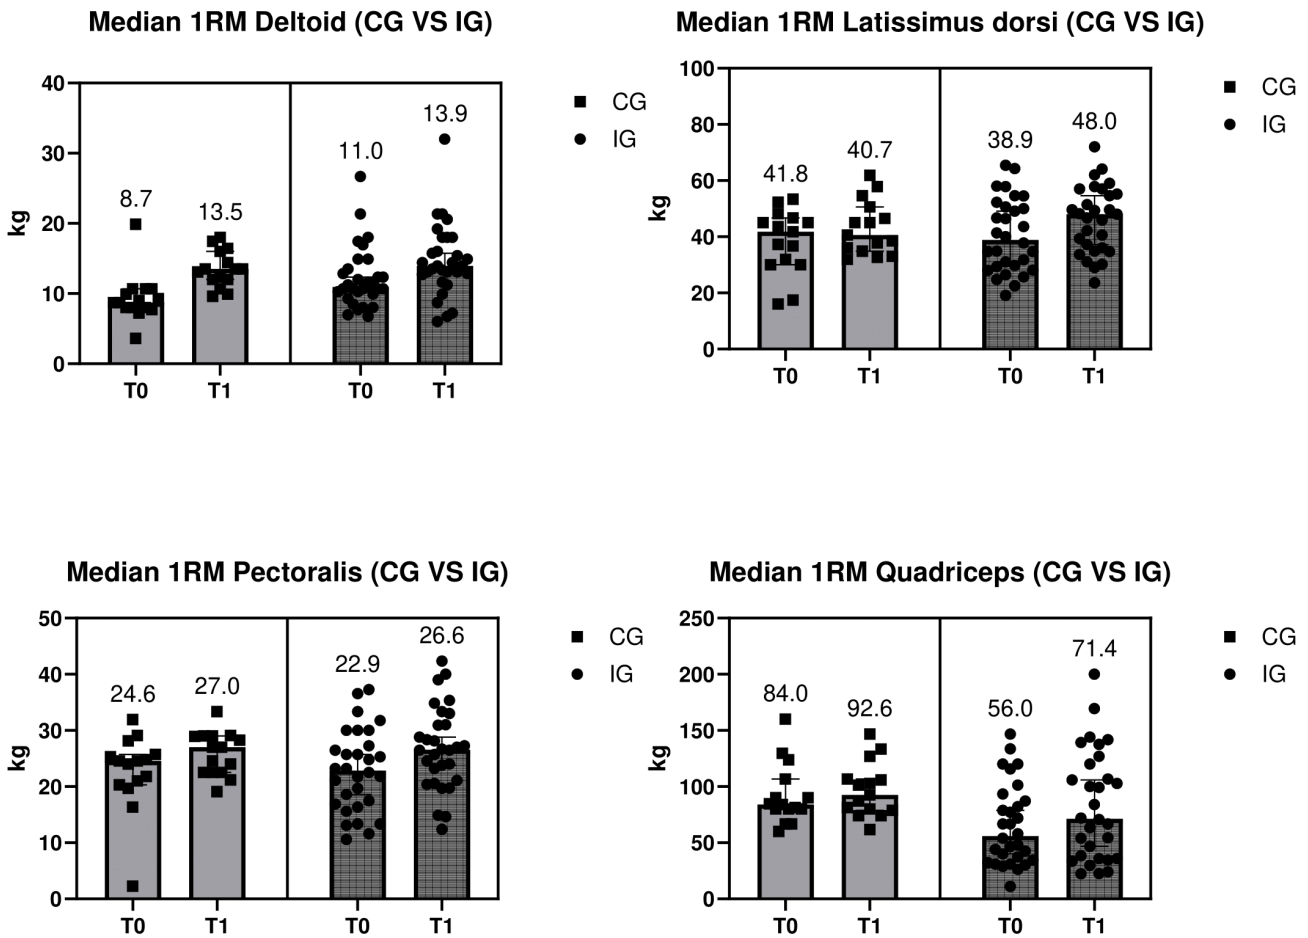 Median 1RM Deltoid (CG VS IG)
kg
40
30
20
10
0
8.7
13.5
11.0
13.9
T0
T1
T0
T1
CG
IG
Median 1RM Latissimus dorsi (CG VS IG)
kg
100
80
60
40
20
0
41.8
40.7
38.9
48.0
T0
T1
T0
T1
CG
IG
Median 1RM Pectoralis (CG VS IG)
kg
50
40
30
20
10
0
24.6
27.0
22.9
26.6
T0
T1
T0
T1
CG
IG
Median 1RM Quadriceps (CG VS IG)
kg
250
200
150
100
50
0
84.0
92.6
56.0
71.4
T0
T1
T0
T1
CG
IG